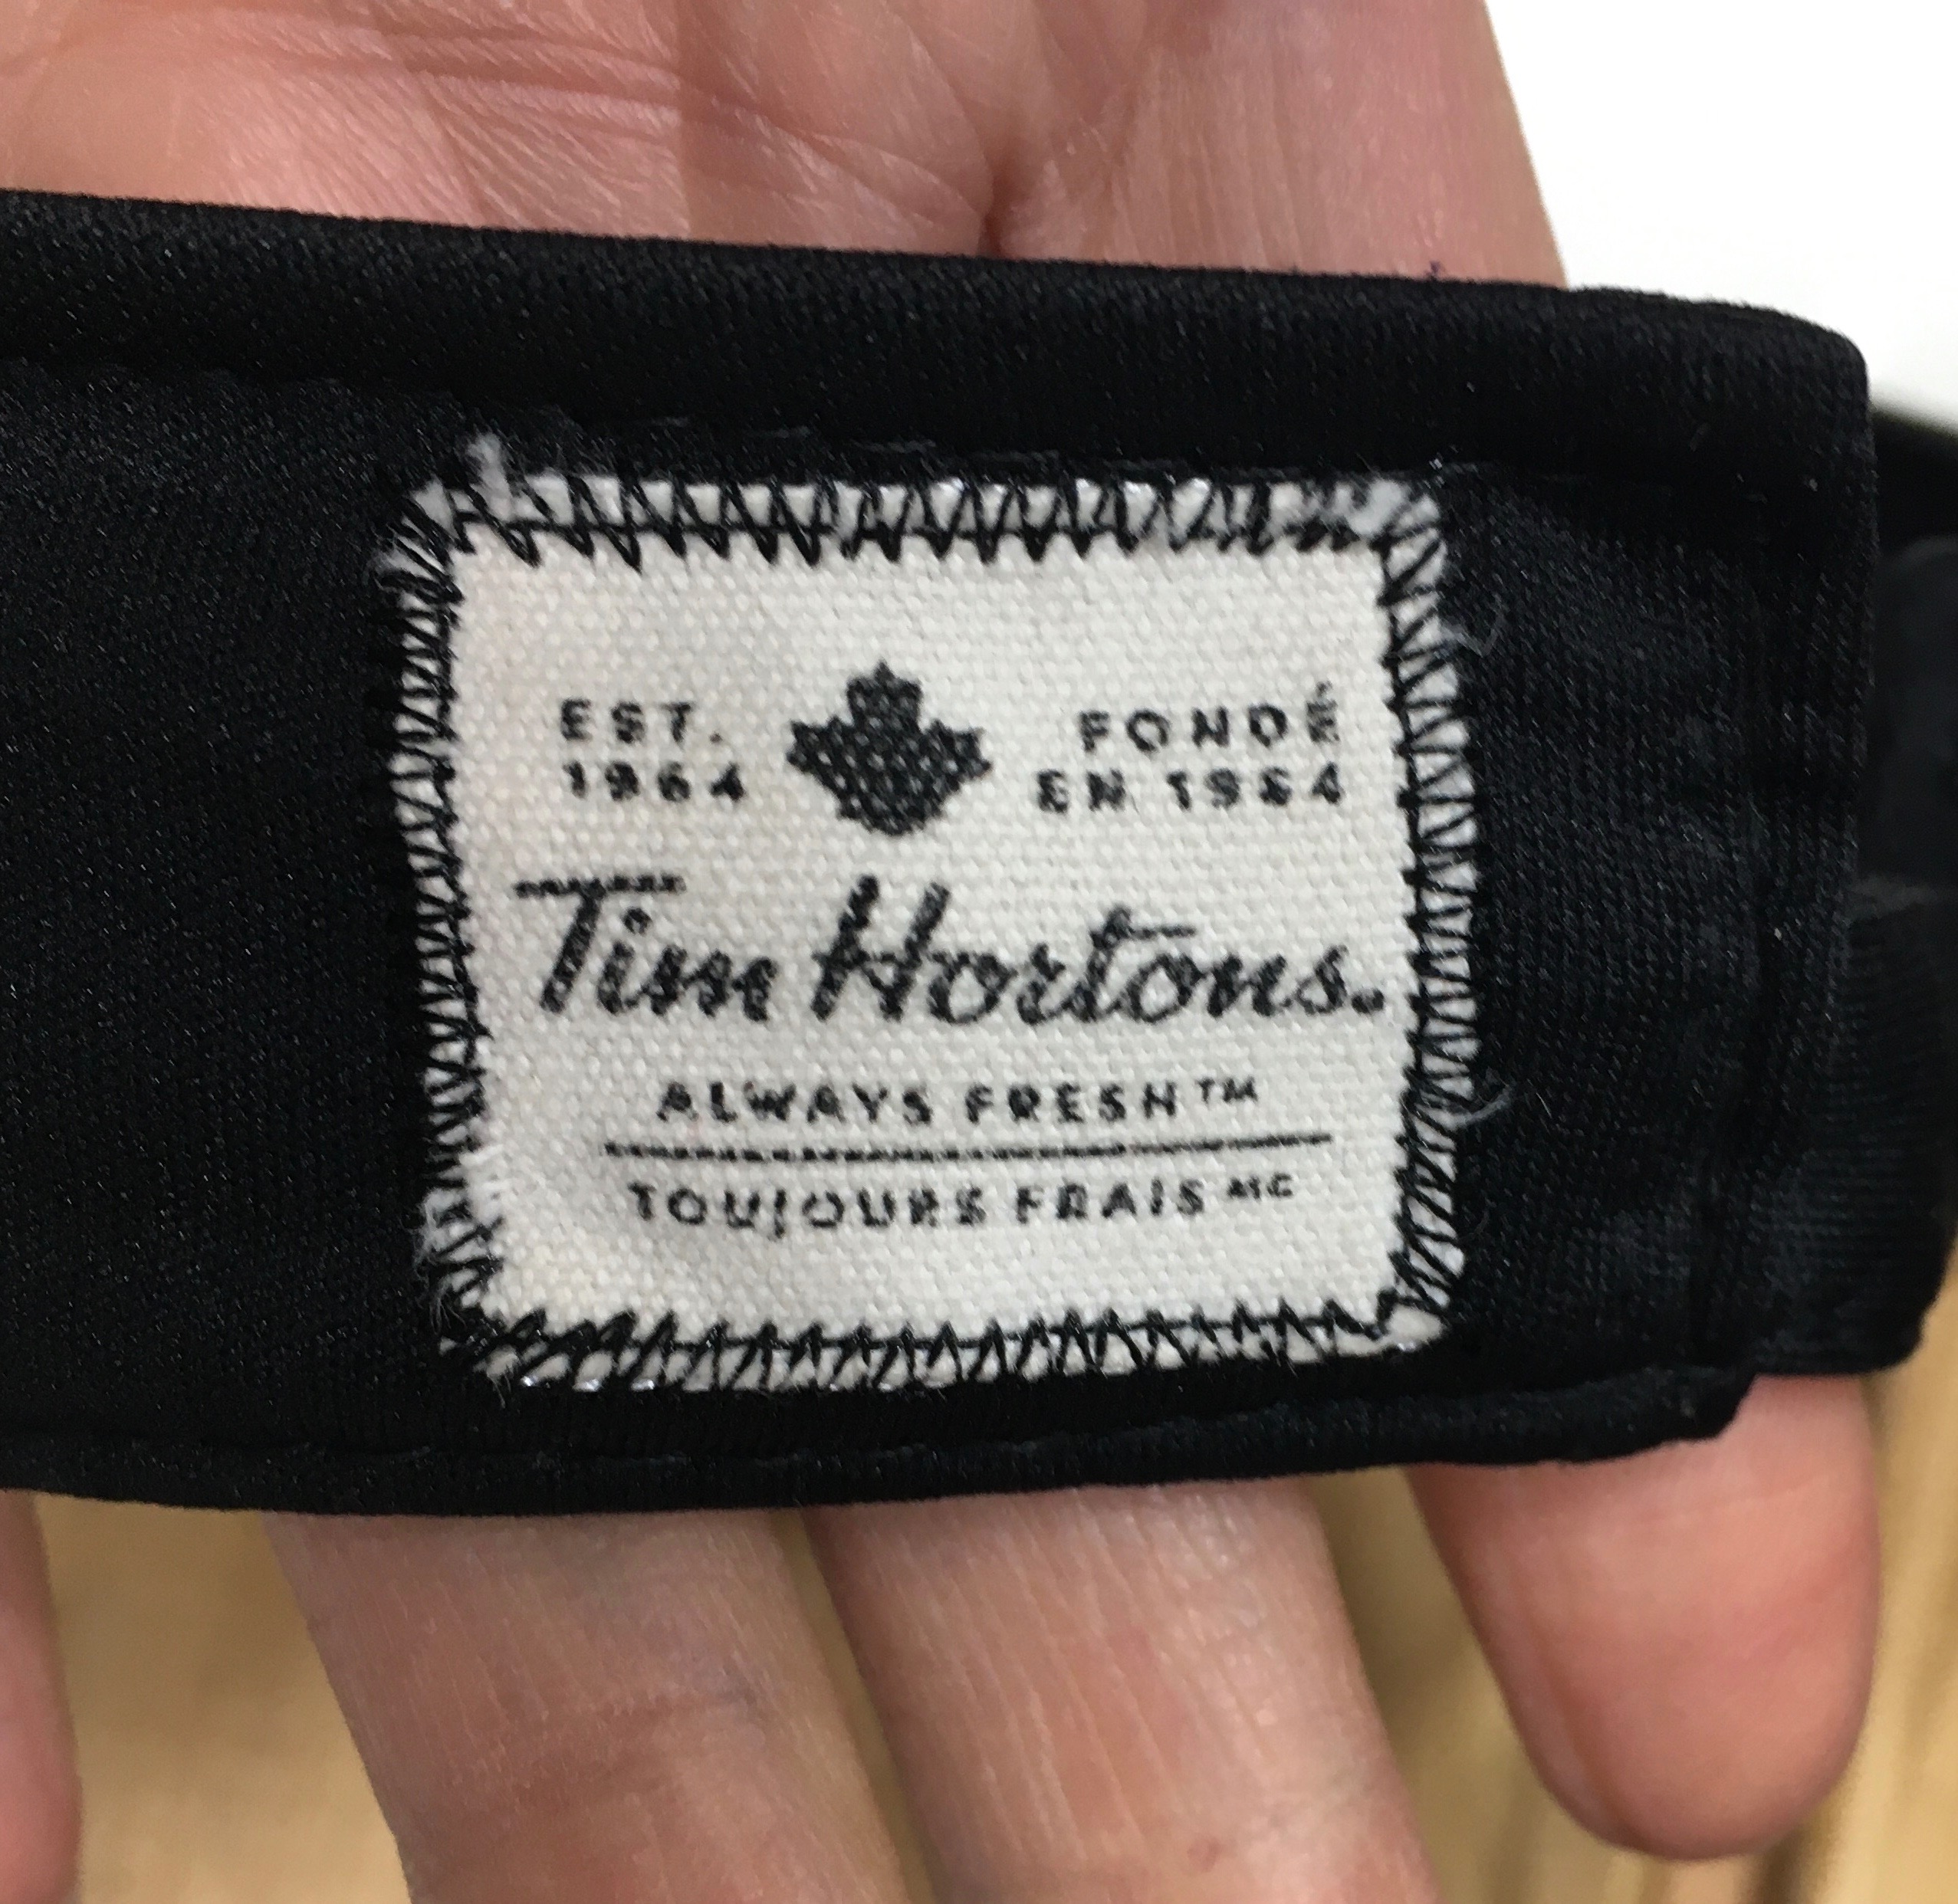 EST. FONDÉ
1964 EN 1964
Tim Hortons.
ALWAYS FRESH™
TOUJOURS FRAIS MC